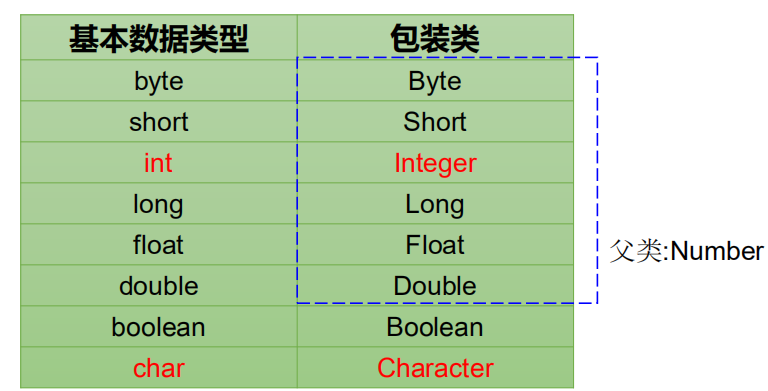 基本数据类型 包装类
byte Byte
short Short
int Integer
long Long
float Float
父类:Number
double Double
boolean Boolean
char Character